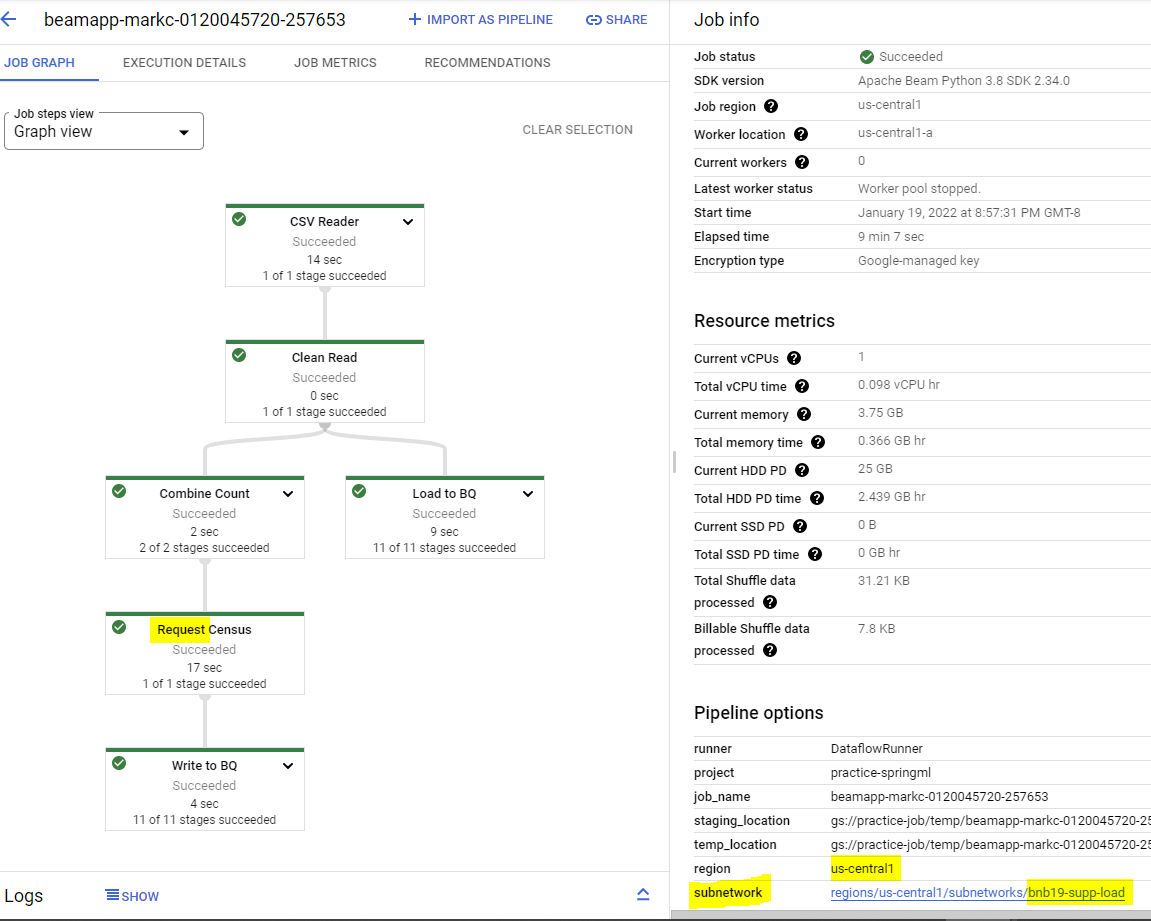 beamapp-markc-0120045720-257653
IMPORT AS PIPELINE
SHARE
JOB GRAPH
EXECUTION DETAILS
JOB METRICS
RECOMMENDATIONS
Job steps view
Graph view
CLEAR SELECTION
CSV Reader
Succeeded
14 sec
1 of 1 stage succeeded
Clean Read
Succeeded
0 sec
1 of 1 stage succeeded
Combine Count
Succeeded
2 sec
2 of 2 stages succeeded
Load to BQ
Succeeded
9 sec
11 of 11 stages succeeded
Request Census
Succeeded
17 sec
1 of 1 stage succeeded
Write to BQ
Succeeded
4 sec
11 of 11 stages succeeded
Logs
SHOW
Job info
Job status Succeeded
SDK version Apache Beam Python 3.8 SDK 2.34.0
Job region ? us-central1
Worker location ? us-central1-a
Current workers ? 0
Latest worker status Worker pool stopped.
Start time January 19, 2022 at 8:57:31 PM GMT-8
Elapsed time 9 min 7 sec
Encryption type Google-managed key
Resource metrics
Current vCPUs ? 1
Total vCPU time ? 0.098 vCPU hr
Current memory ? 3.75 GB
Total memory time ? 0.366 GB hr
Current HDD PD ? 25 GB
Total HDD PD time ? 2.439 GB hr
Current SSD PD ? 0 B
Total SSD PD time ? 0 GB hr
Total Shuffle data 31.21 KB
processed ?
Billable Shuffle data 7.8 KB
processed ?
Pipeline options
runner DataflowRunner
project practice-springml
job_name beamapp-markc-0120045720-257653
staging_location gs://practice-job/temp/beamapp-markc-0120045720-25
temp_location gs://practice-job/temp/beamapp-markc-0120045720-25
region us-central1
subnetwork regions/us-central1/subnetworks/bnb19-supp-load